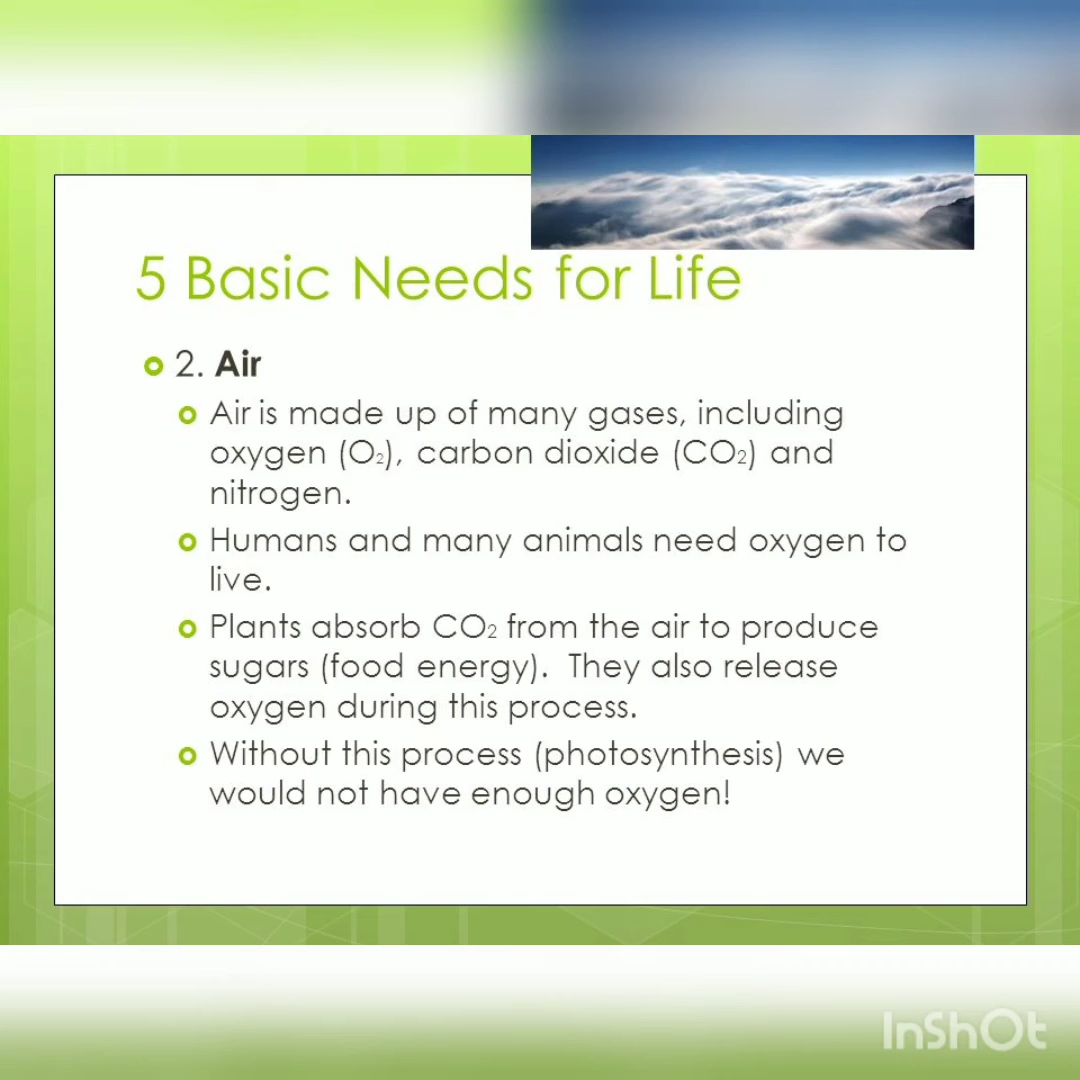 5 Basic Needs for Life
2. Air
Air is made up of many gases, including
oxygen (O₂), carbon dioxide (CO₂) and
nitrogen.
Humans and many animals need oxygen to
live.
Plants absorb CO₂ from the air to produce
sugars (food energy). They also release
oxygen during this process.
Without this process (photosynthesis) we
would not have enough oxygen!
InShOt